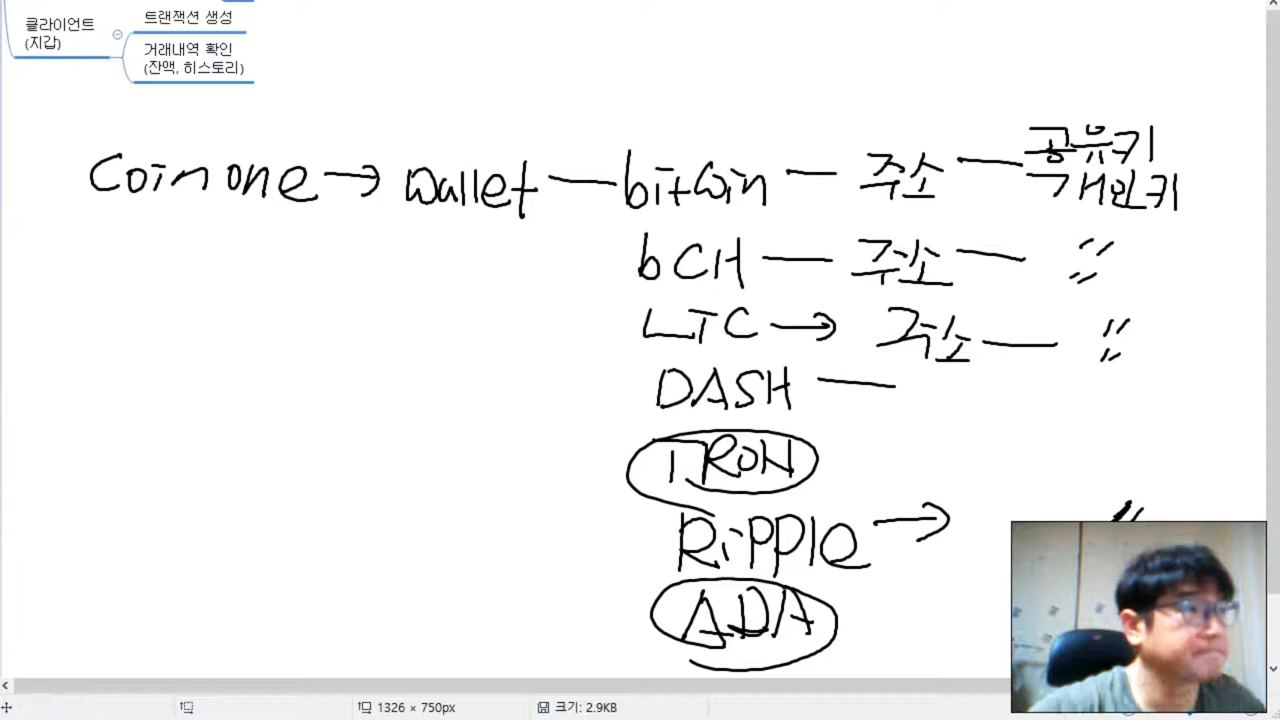 클라이언트
(지갑)
트랜잭션 생성
거래내역 확인
(잔액, 히스토리)
Coin one → wallet — bitcoin — 주소 — 공유키
개인키
bCH — 주소 — 〃
LTC → 주소 — 〃
DASH —
TRON
RiPPle → 〃
ADA
1326 × 750px
크기: 2.9KB